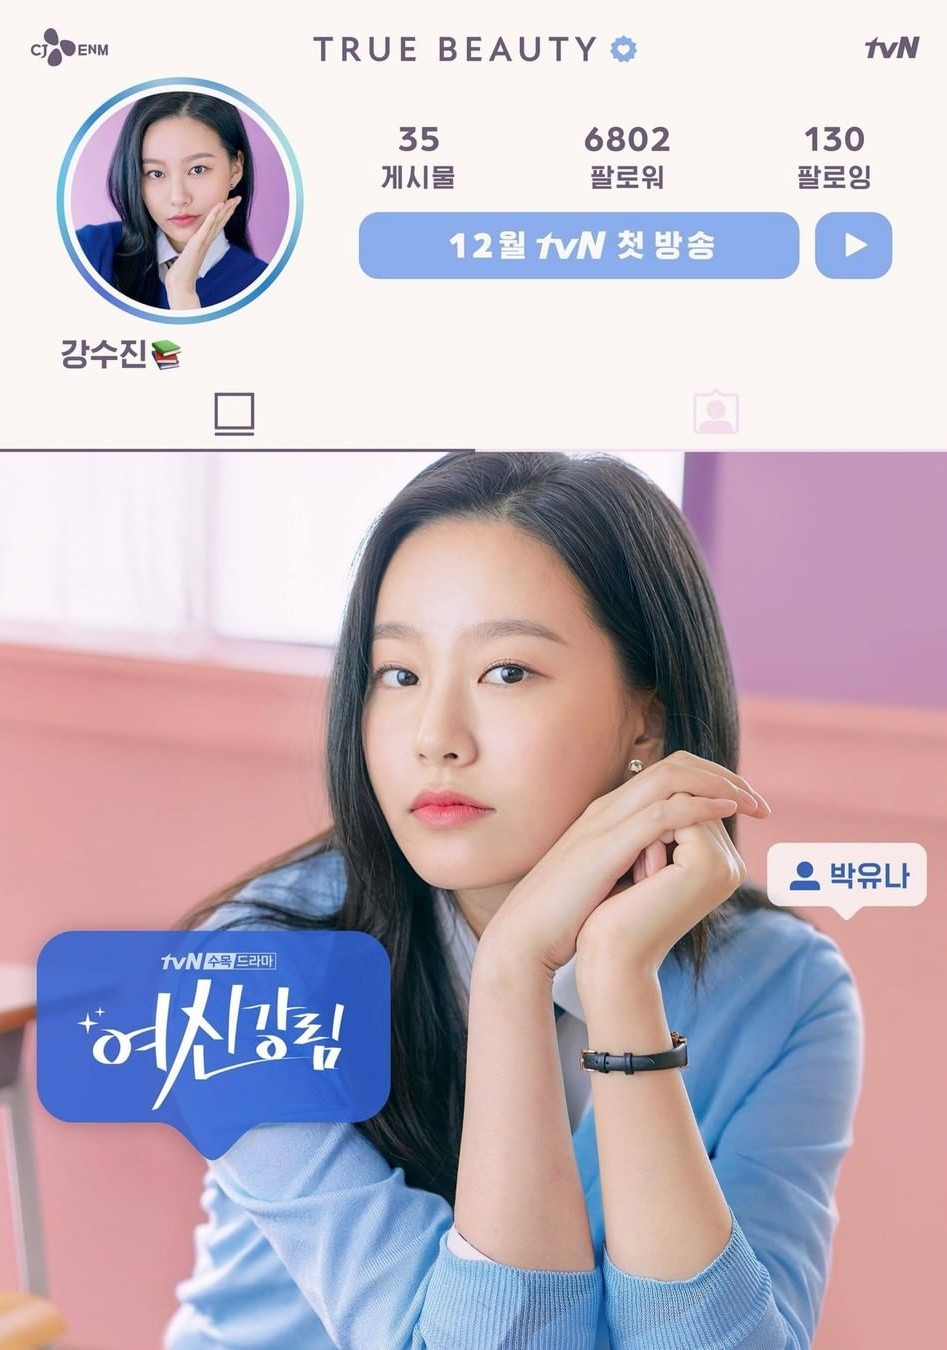 CJ ENM
TRUE BEAUTY
tvN
35
게시물
6802
팔로워
130
팔로잉
12월 tvN 첫 방송
강수진
박유나
tvN 수목드라마
여신강림